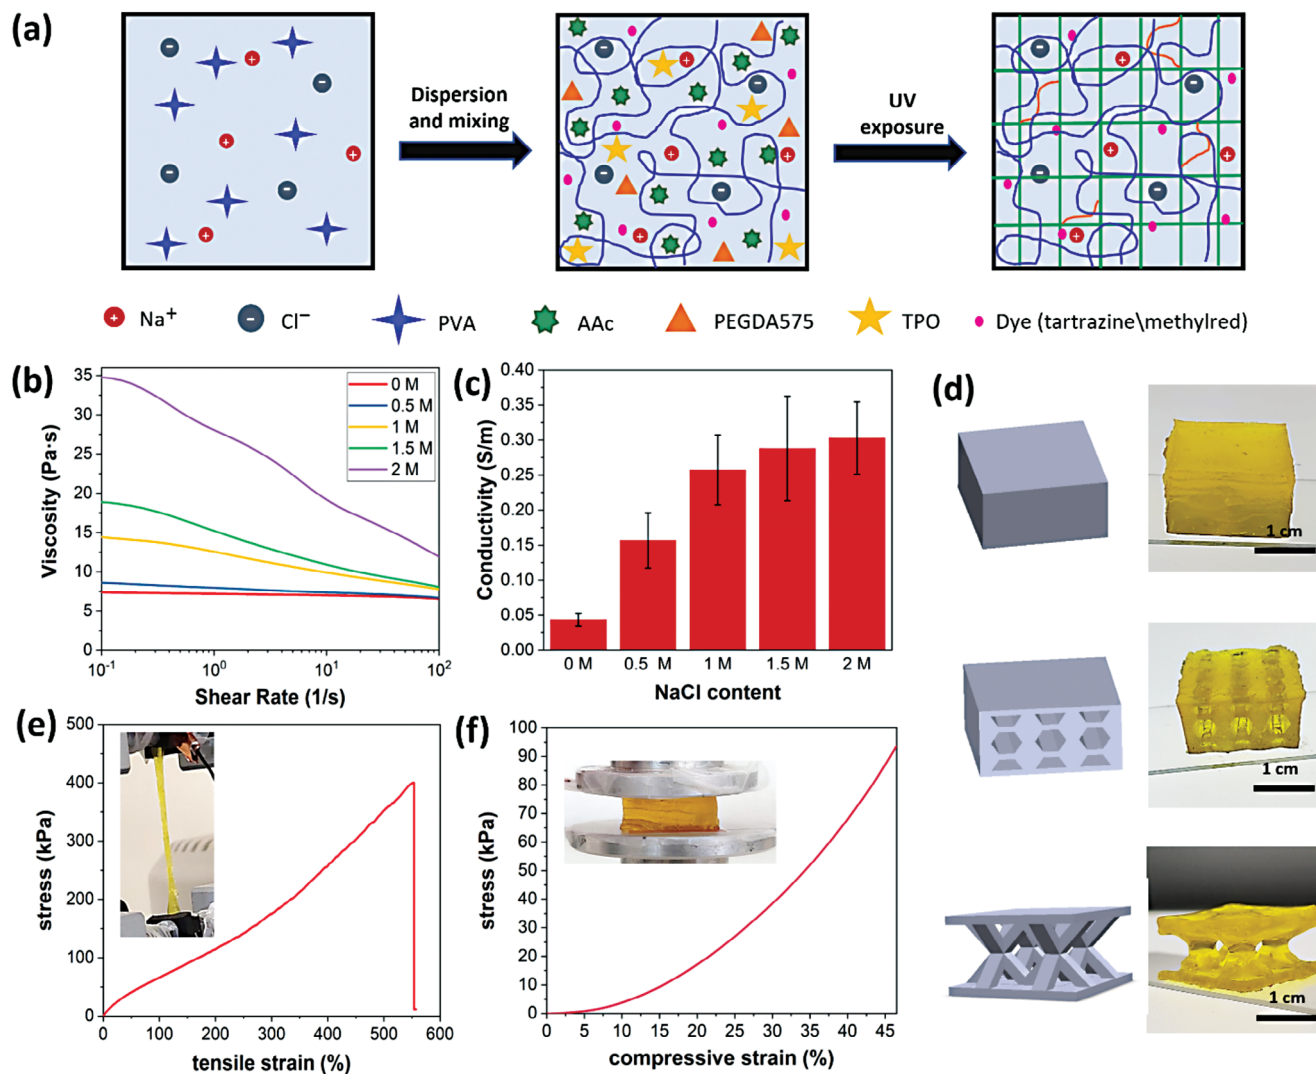 (a)
Dispersion
and mixing
UV
exposure
Na⁺
Cl⁻
PVA
AAc
PEGDA575
TPO
Dye (tartrazine\methylred)
(b)
35
30
25
20
15
10
5
0
Viscosity (Pa·s)
0 M
0.5 M
1 M
1.5 M
2 M
10⁻¹
10⁰
10¹
10²
Shear Rate (1/s)
(c)
0.40
0.35
0.30
0.25
0.20
0.15
0.10
0.05
0.00
Conductivity (S/m)
0 M
0.5 M
1 M
1.5 M
2 M
NaCl content
(d)
1 cm
1 cm
1 cm
(e)
500
400
300
200
100
0
stress (kPa)
0 100 200 300 400 500 600
tensile strain (%)
(f)
100
90
80
70
60
50
40
30
20
10
0
stress (kPa)
0 5 10 15 20 25 30 35 40 45
compressive strain (%)